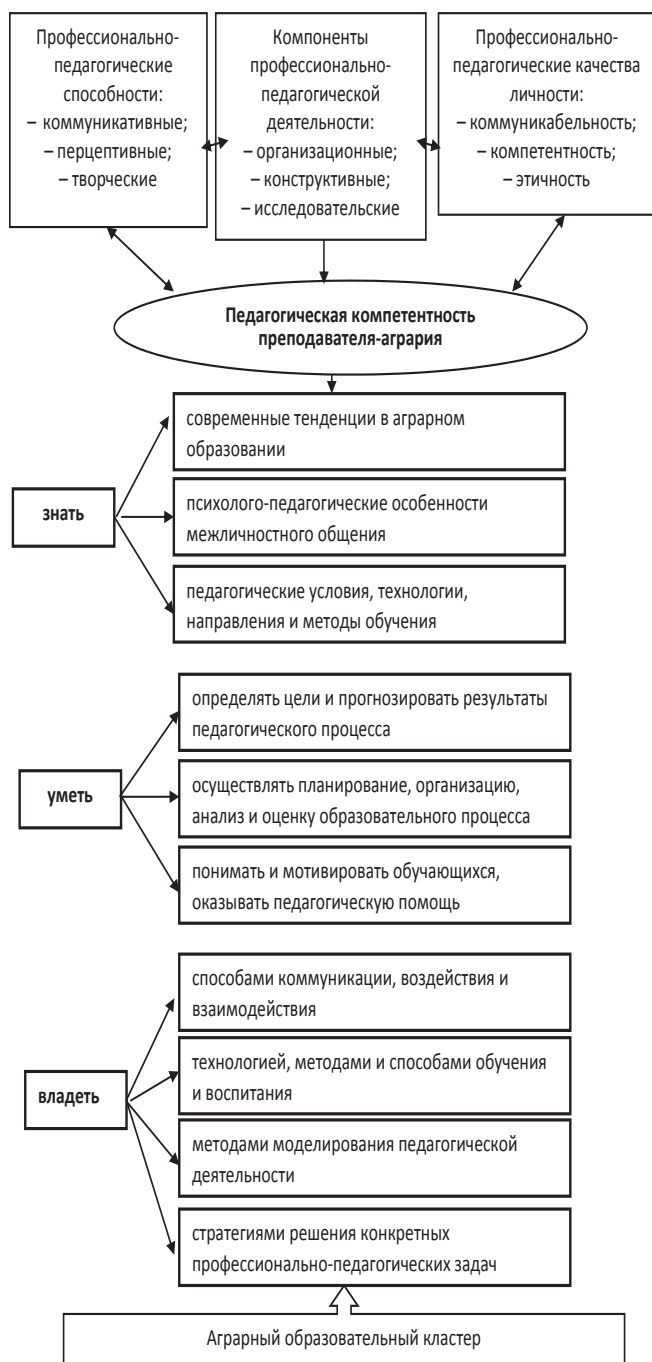 Профессионально-
педагогические
способности:
– коммуникативные;
– перцептивные;
– творческие
Компоненты
профессионально-
педагогической
деятельности:
– организационные;
– конструктивные;
– исследовательские
Профессионально-
педагогические качества
личности:
– коммуникабельность;
– компетентность;
– этичность
Педагогическая компетентность
преподавателя-агрария
знать
современные тенденции в аграрном
образовании
психолого-педагогические особенности
межличностного общения
педагогические условия, технологии,
направления и методы обучения
уметь
определять цели и прогнозировать результаты
педагогического процесса
осуществлять планирование, организацию,
анализ и оценку образовательного процесса
понимать и мотивировать обучающихся,
оказывать педагогическую помощь
владеть
способами коммуникации, воздействия и
взаимодействия
технологией, методами и способами обучения
и воспитания
методами моделирования педагогической
деятельности
стратегиями решения конкретных
профессионально-педагогических задач
Аграрный образовательный кластер